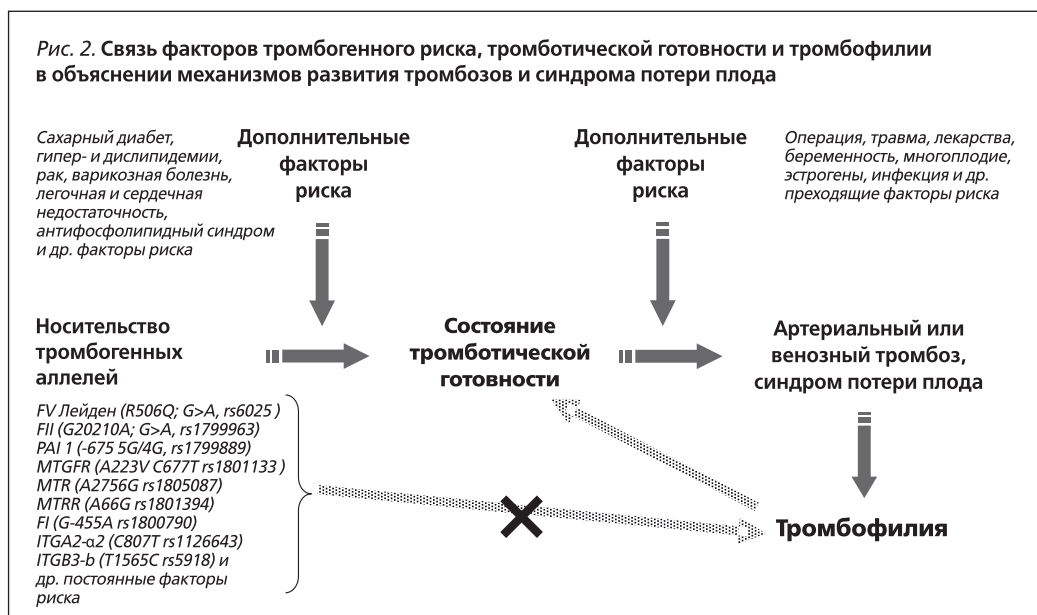 Рис. 2. Связь факторов тромбогенного риска, тромботической готовности и тромбофилии
в объяснении механизмов развития тромбозов и синдрома потери плода
Сахарный диабет,
гипер- и дислипидемии,
рак, варикозная болезнь,
легочная и сердечная
недостаточность,
антифосфолипидный синдром
и др. факторы риска
Дополнительные
факторы
риска
Дополнительные
факторы
риска
Операция, травма, лекарства,
беременность, многоплодие,
эстрогены, инфекция и др.
преходящие факторы риска
Носительство
тромбогенных
аллелей
Состояние
тромботической
готовности
Артериальный или
венозный тромбоз,
синдром потери плода
FV Лейден (R506Q; G>A, rs6025 )
FII (G20210A; G>A, rs1799963)
PAI 1 (-675 5G/4G, rs1799889)
MTGFR (A223V C677T rs1801133 )
MTR (A2756G rs1805087)
MTRR (A66G rs1801394)
FI (G-455A rs1800790)
ITGA2-α2 (C807T rs1126643)
ITGB3-b (T1565C rs5918) и
др. постоянные факторы
риска
Тромбофилия